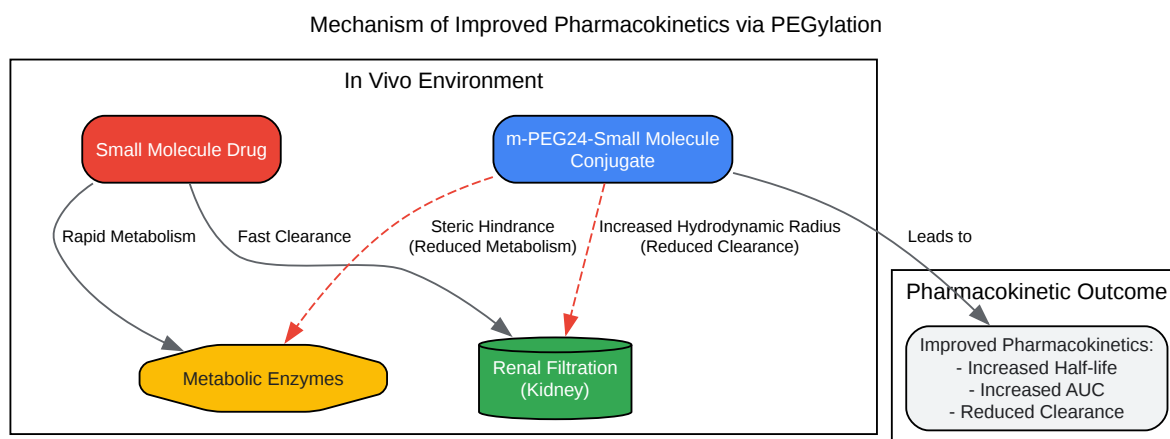 Mechanism of Improved Pharmacokinetics via PEGylation
In Vivo Environment
Small Molecule Drug
m-PEG24-Small Molecule
Conjugate
Rapid Metabolism
Fast Clearance
Steric Hindrance
(Reduced Metabolism)
Increased Hydrodynamic Radius
(Reduced Clearance)
Leads to
Metabolic Enzymes
Renal Filtration
(Kidney)
Pharmacokinetic Outcome
Improved Pharmacokinetics:
- Increased Half-life
- Increased AUC
- Reduced Clearance